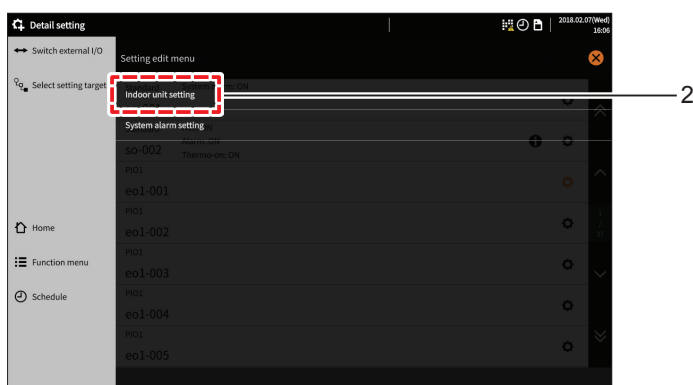 Detail setting
2018.02.07(Wed)
16:06
Switch external I/O
Setting edit menu
Select setting target
Indoor unit setting
2
System alarm setting
so-002
Alarm: ON
Thermo-on: ON
PIO1
eo1-001
PIO1
eo1-002
Home
PIO1
eo1-003
Function menu
PIO1
eo1-004
Schedule
PIO1
eo1-005